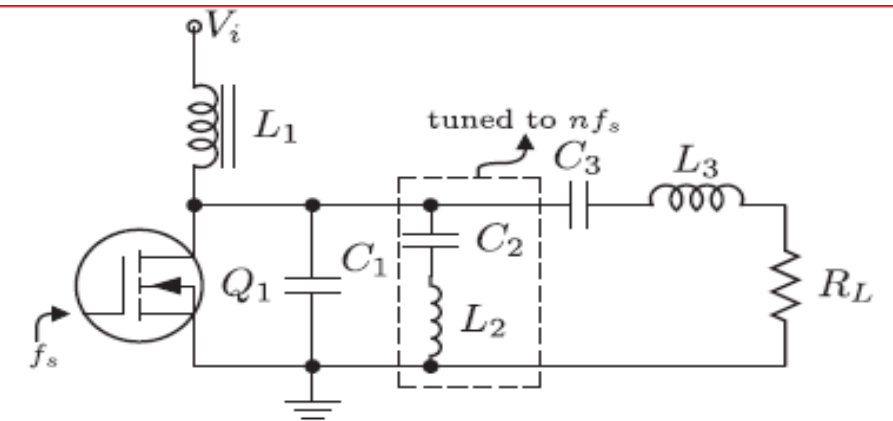 V_i
L_1
tuned to nf_s
C_3
L_3
C_2
C_1
Q_1
L_2
R_L
f_s